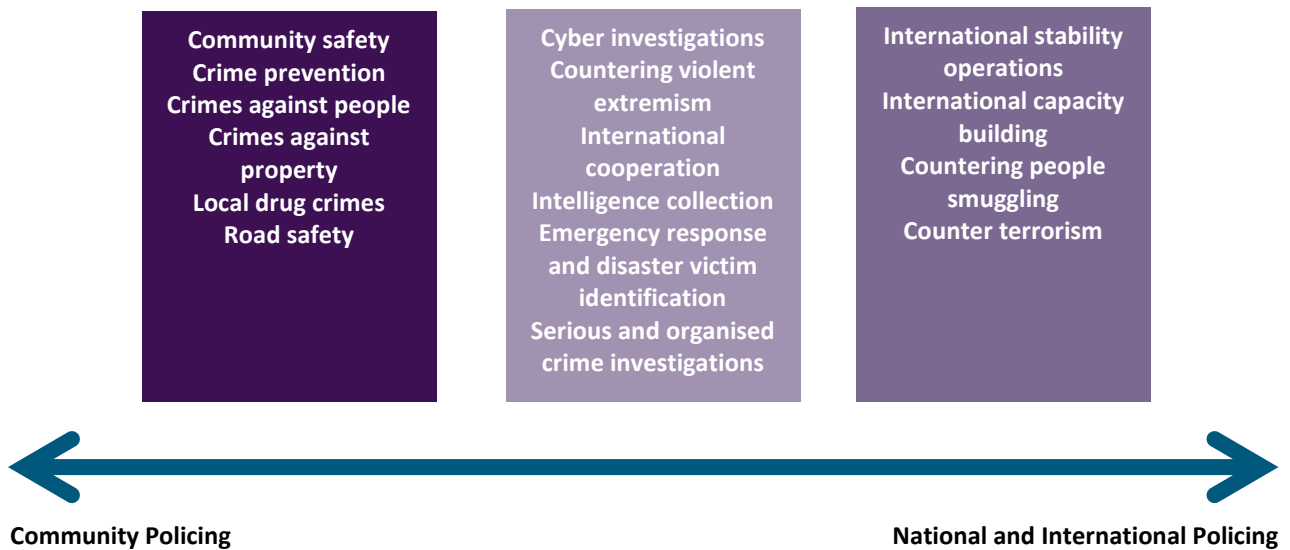 Community safety
Crime prevention
Crimes against people
Crimes against
property
Local drug crimes
Road safety
Cyber investigations
Countering violent
extremism
International
cooperation
Intelligence collection
Emergency response
and disaster victim
identification
Serious and organised
crime investigations
International stability
operations
International capacity
building
Countering people
smuggling
Counter terrorism
Community Policing
National and International Policing